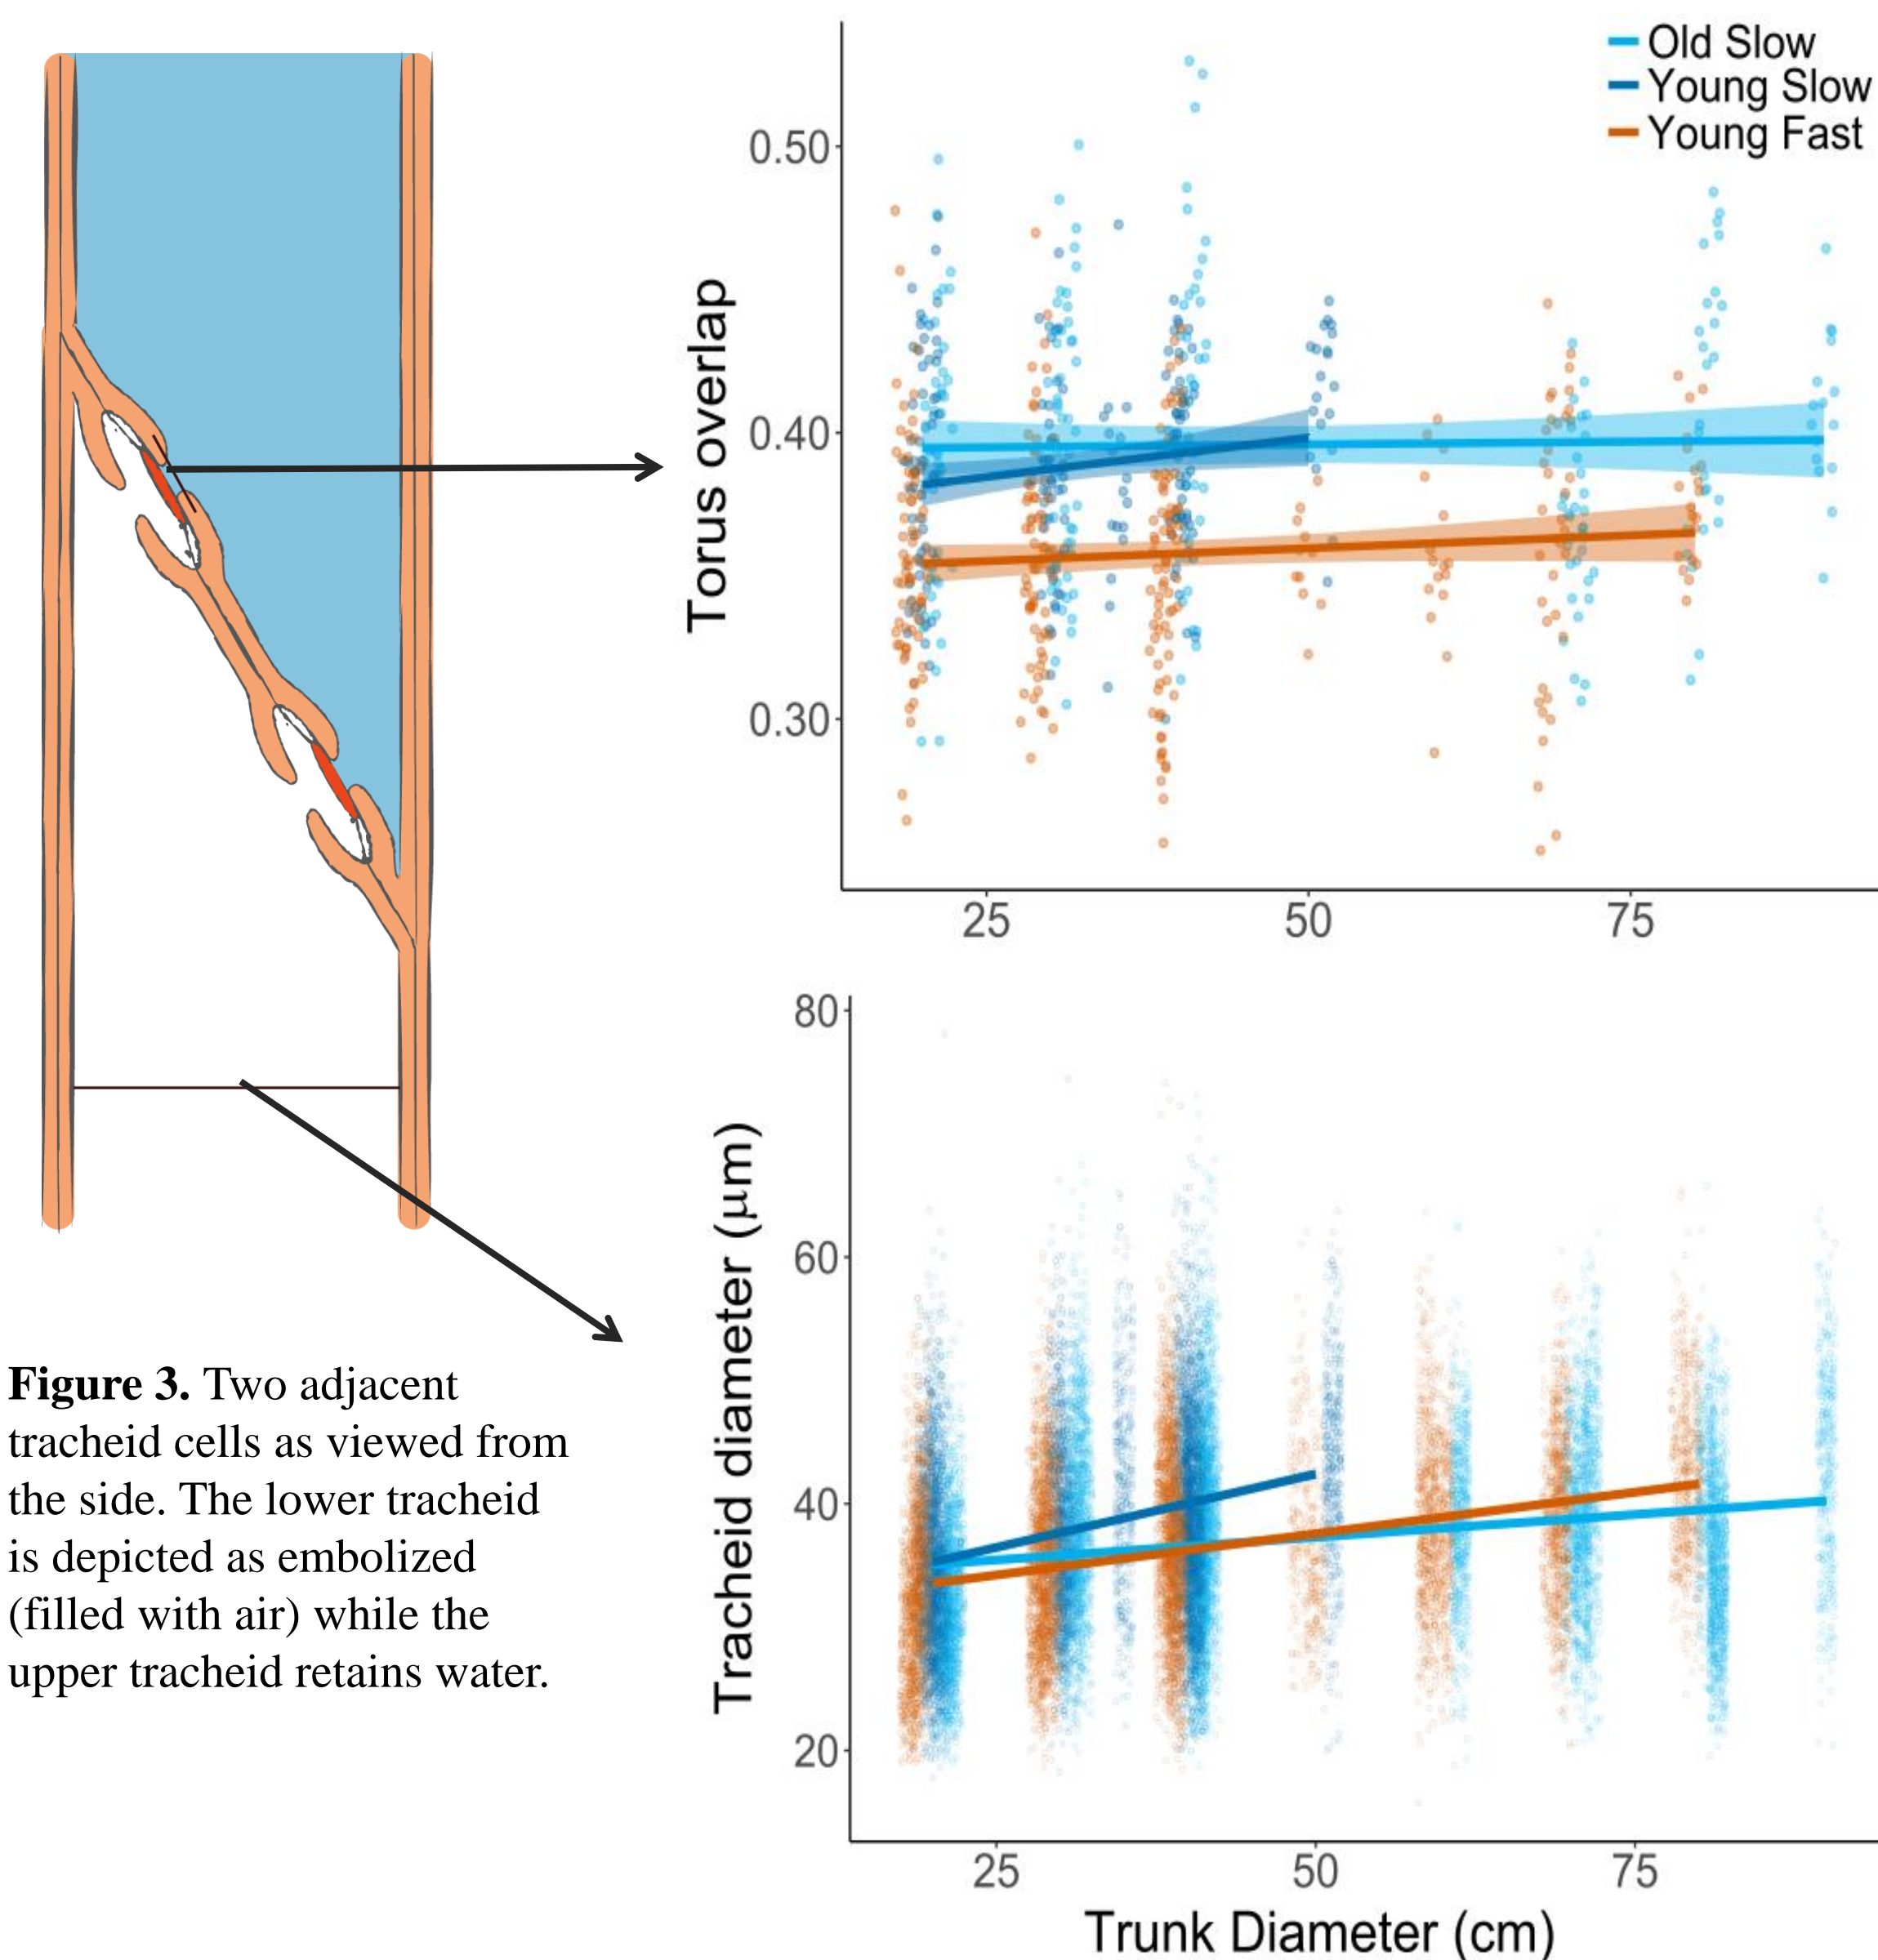 Old Slow
Young Slow
Young Fast
Torus overlap
0.50
0.40
0.30
25 50 75
Tracheid diameter (μm)
80
60
40
20
25 50 75
Trunk Diameter (cm)
Figure 3. Two adjacent
tracheid cells as viewed from
the side. The lower tracheid
is depicted as embolized
(filled with air) while the
upper tracheid retains water.